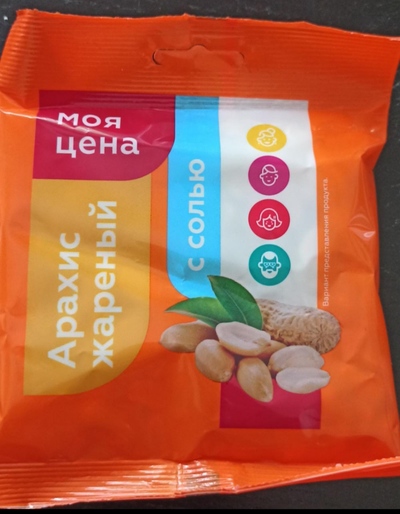 моя
цена
Арахис
жареный
с солью
Вариант представления продукта.